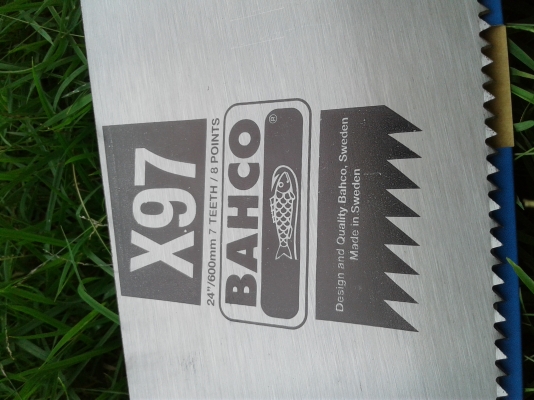 X97
24"/600mm 7 TEETH / 8 POINTS
BAHCO®
Design and Quality Bahco, Sweden
Made in Sweden